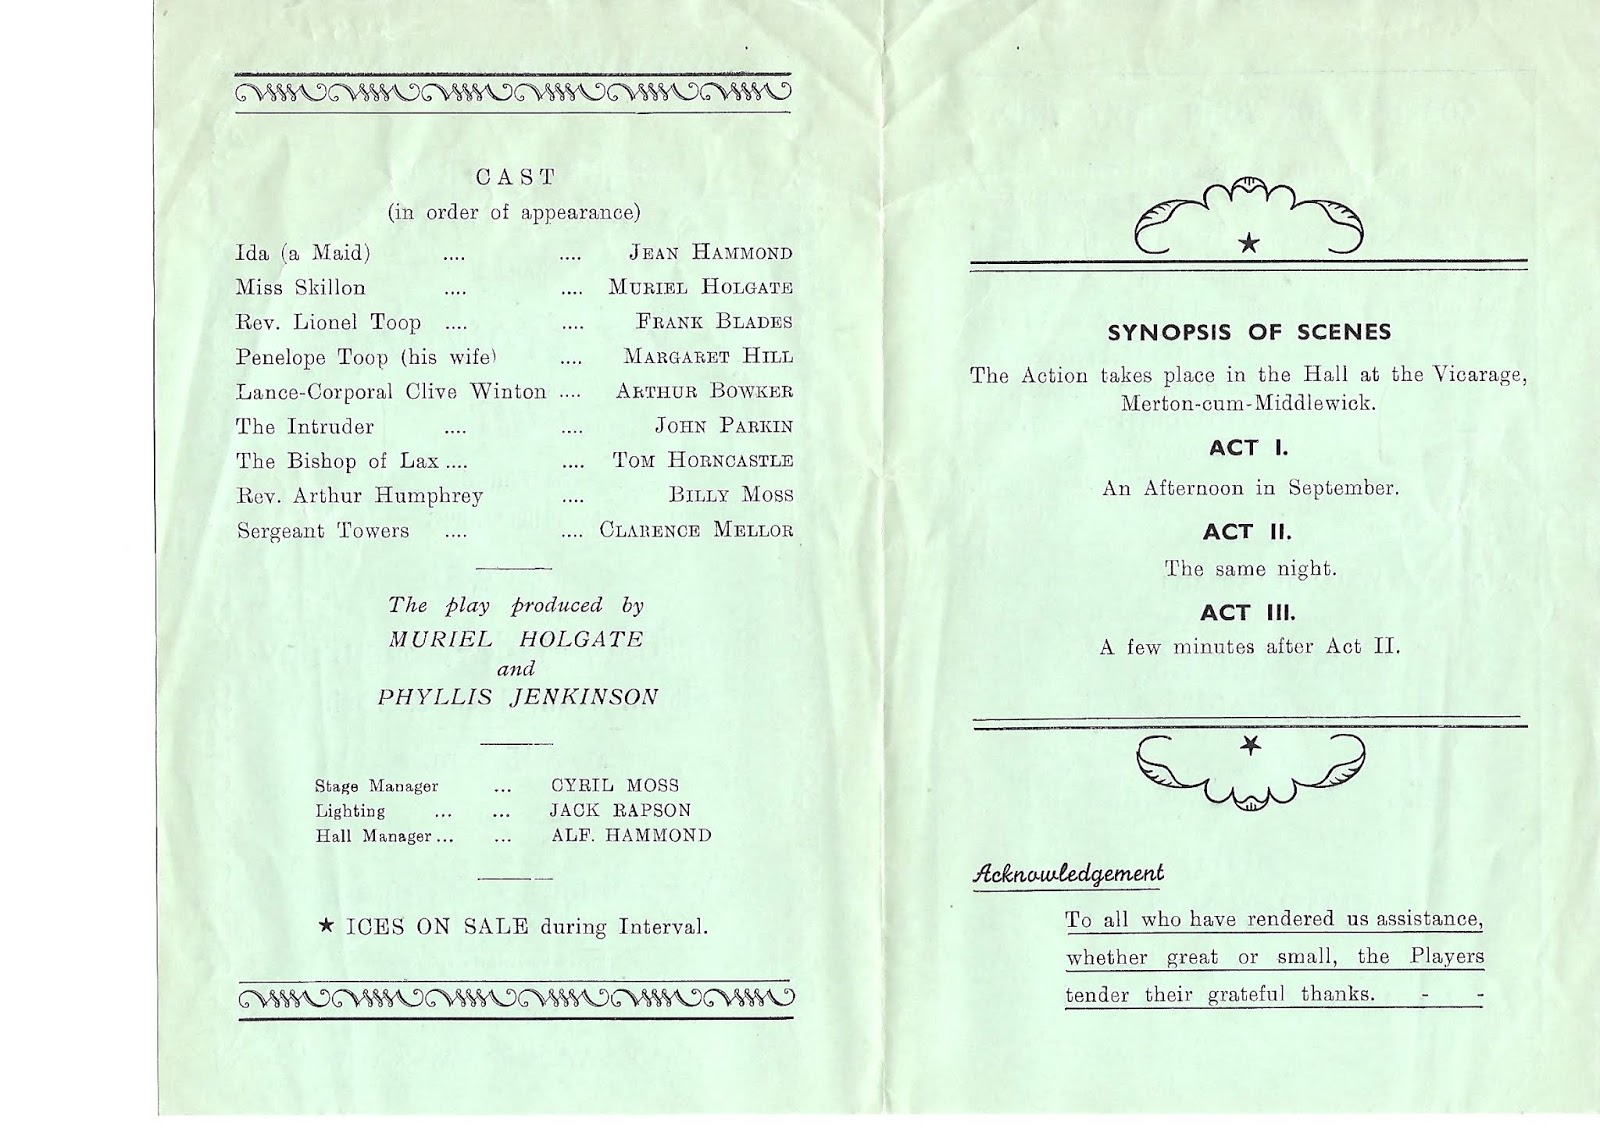 CAST
(in order of appearance)
Ida (a Maid) .... .... JEAN HAMMOND
Miss Skillon .... .... MURIEL HOLGATE
Rev. Lionel Toop .... .... FRANK BLADES
Penelope Toop (his wife) .... MARGARET HILL
Lance-Corporal Clive Winton .... ARTHUR BOWKER
The Intruder .... .... JOHN PARKIN
The Bishop of Lax .... .... TOM HORNCASTLE
Rev. Arthur Humphrey .... BILLY MOSS
Sergeant Towers .... .... CLARENCE MELLOR
The play produced by
MURIEL HOLGATE
and
PHYLLIS JENKINSON
Stage Manager ... CYRIL MOSS
Lighting ... ... JACK RAPSON
Hall Manager ... ... ALF. HAMMOND
★ ICES ON SALE during Interval.
SYNOPSIS OF SCENES
The Action takes place in the Hall at the Vicarage,
Merton-cum-Middlewick.
ACT I.
An Afternoon in September.
ACT II.
The same night.
ACT III.
A few minutes after Act II.
Acknowledgement
To all who have rendered us assistance,
whether great or small, the Players
tender their grateful thanks. - -